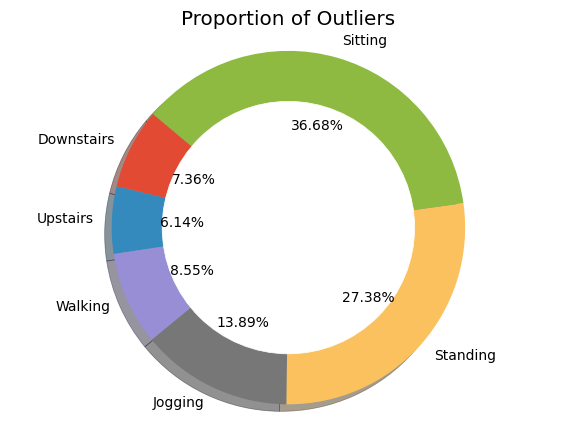 Proportion of Outliers
Sitting
36.68%
Downstairs
7.36%
Upstairs
6.14%
Walking
8.55%
Jogging
13.89%
Standing
27.38%